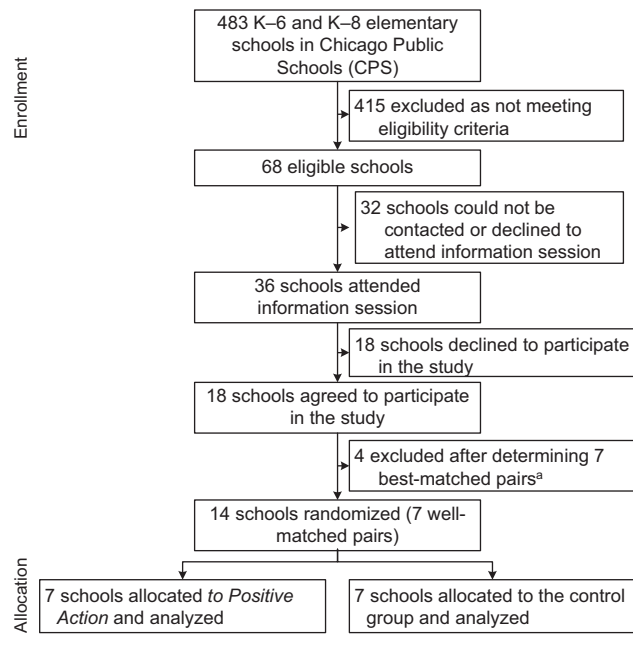 Enrollment
483 K–6 and K–8 elementary
schools in Chicago Public
Schools (CPS)
415 excluded as not meeting
eligibility criteria
68 eligible schools
32 schools could not be
contacted or declined to
attend information session
36 schools attended
information session
18 schools declined to participate
in the study
18 schools agreed to participate
in the study
4 excluded after determining 7
best-matched pairsᵃ
14 schools randomized (7 well-
matched pairs)
Allocation
7 schools allocated to Positive
Action and analyzed
7 schools allocated to the control
group and analyzed